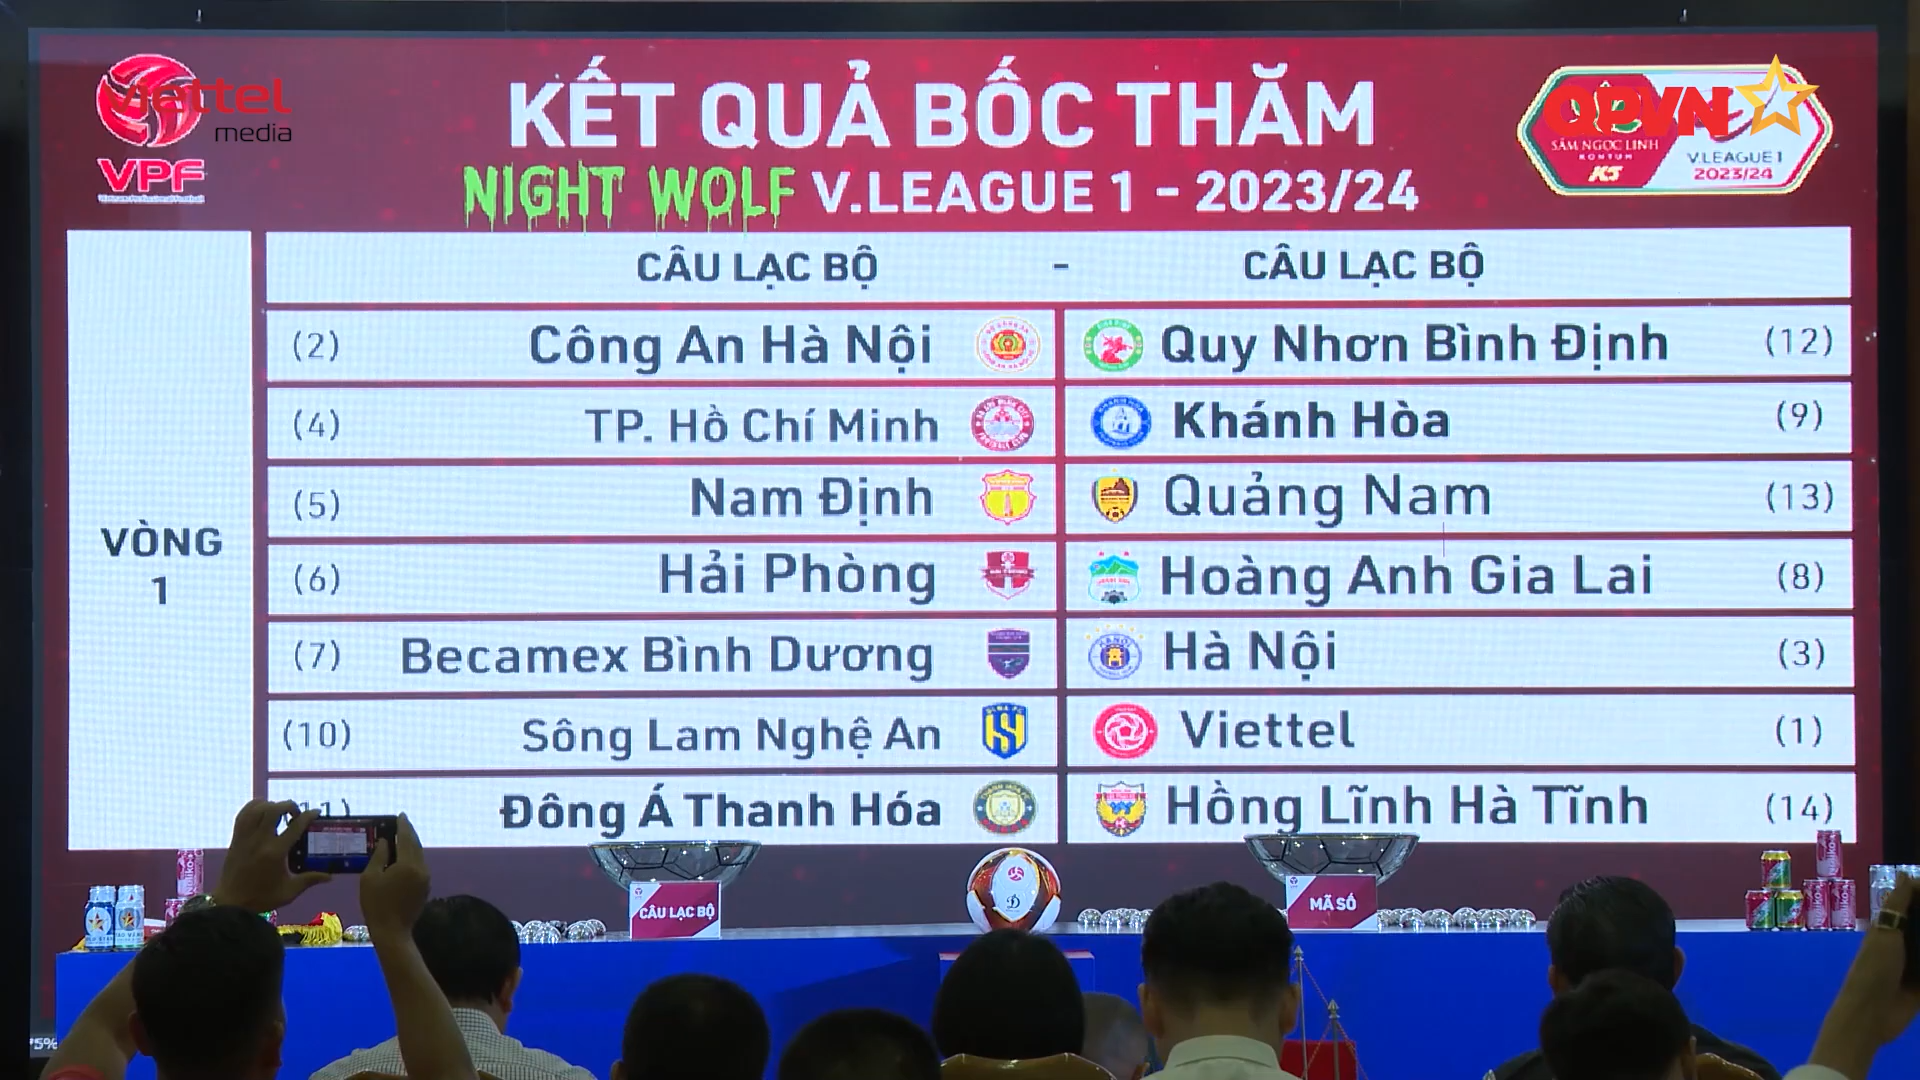 viettel
media
VPF
KẾT QUẢ BỐC THĂM
NIGHT WOLF V.LEAGUE 1 - 2023/24
QPVN
SÂM NGỌC LINH
KONTUM
K5
V.LEAGUE 1
2023/24
VÒNG
1
CÂU LẠC BỘ - CÂU LẠC BỘ
(2) Công An Hà Nội Quy Nhơn Bình Định (12)
(4) TP. Hồ Chí Minh Khánh Hòa (9)
(5) Nam Định Quảng Nam (13)
(6) Hải Phòng Hoàng Anh Gia Lai (8)
(7) Becamex Bình Dương Hà Nội (3)
(10) Sông Lam Nghệ An Viettel (1)
(11) Đông Á Thanh Hóa Hồng Lĩnh Hà Tĩnh (14)
CÂU LẠC BỘ
MÃ SỐ